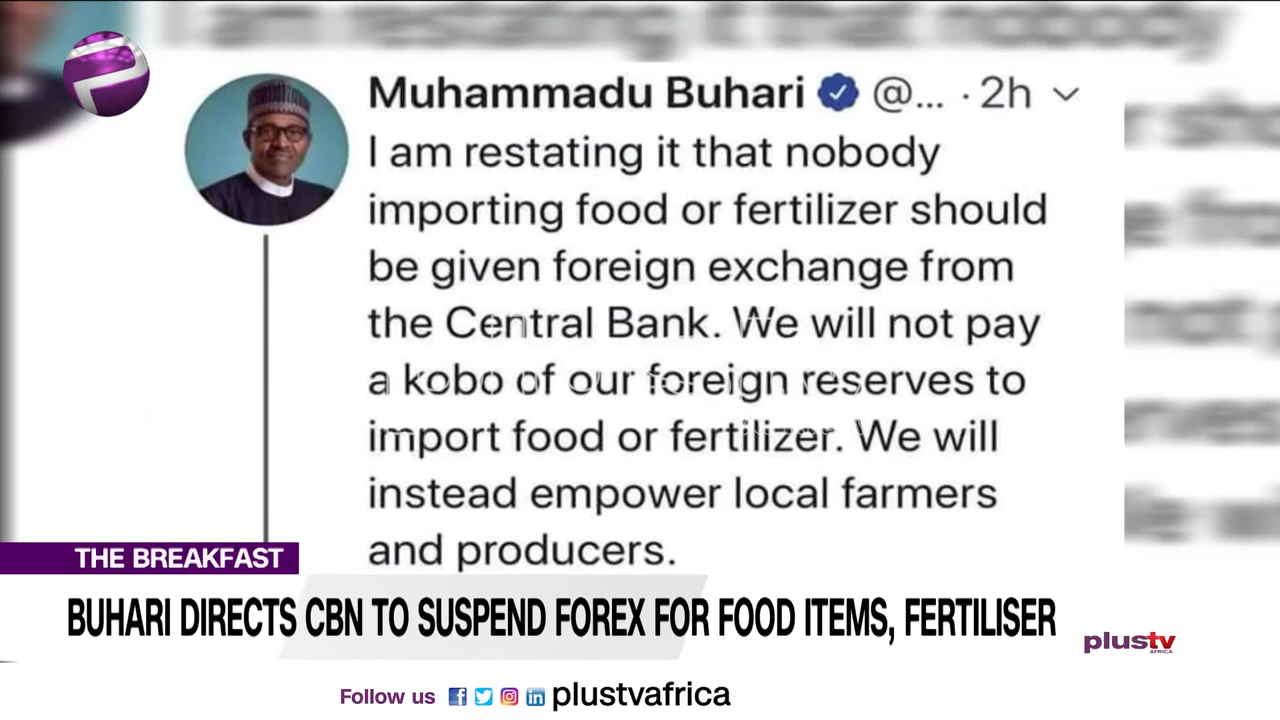 Muhammadu Buhari @... · 2h
I am restating it that nobody
importing food or fertilizer should
be given foreign exchange from
the Central Bank. We will not pay
a kobo of our foreign reserves to
import food or fertilizer. We will
instead empower local farmers
and producers.
THE BREAKFAST
BUHARI DIRECTS CBN TO SUSPEND FOREX FOR FOOD ITEMS, FERTILISER
plustv
AFRICA
Follow us plustvafrica